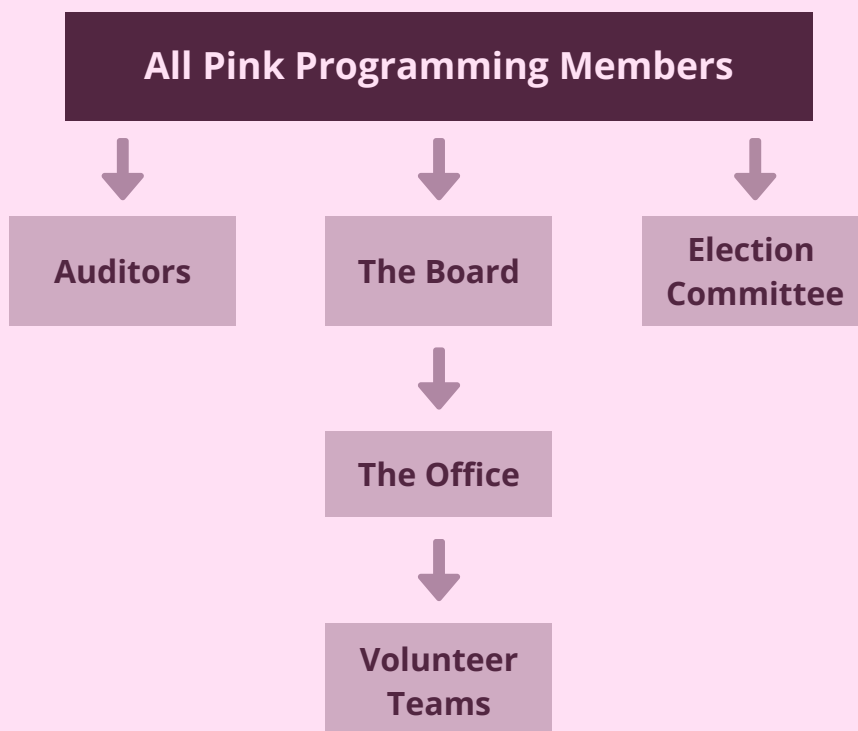 All Pink Programming Members
Auditors
The Board
Election
Committee
The Office
Volunteer
Teams